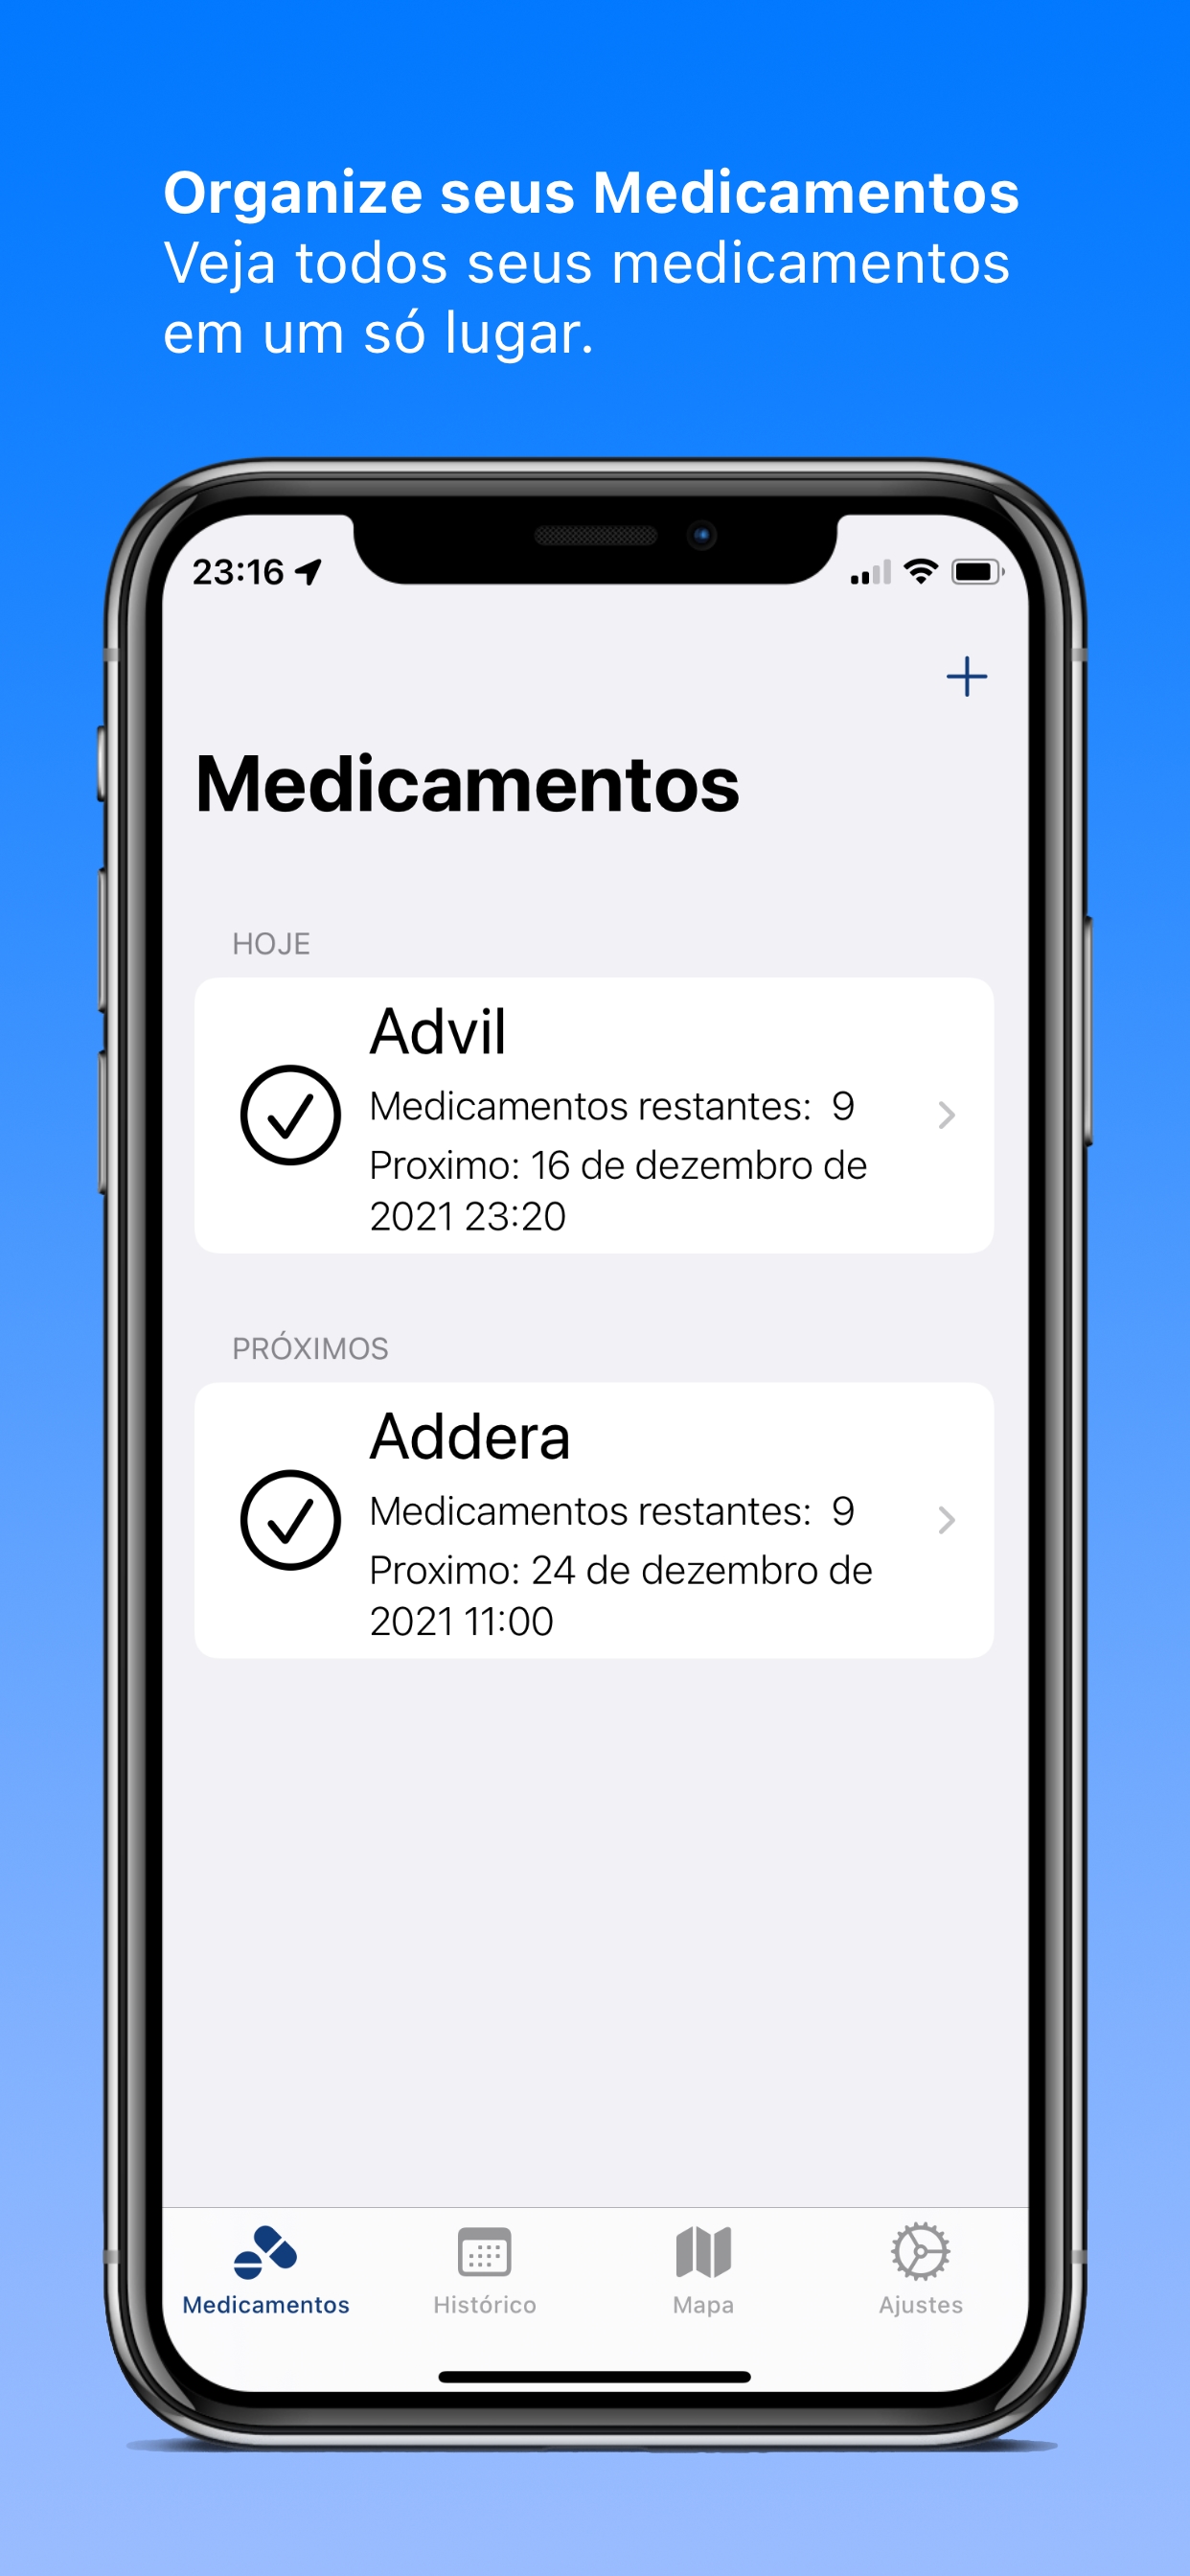 Organize seus Medicamentos
Veja todos seus medicamentos
em um só lugar.
23:16
Medicamentos
HOJE
Advil
Medicamentos restantes: 9
Proximo: 16 de dezembro de
2021 23:20
PRÓXIMOS
Addera
Medicamentos restantes: 9
Proximo: 24 de dezembro de
2021 11:00
Medicamentos
Histórico
Mapa
Ajustes